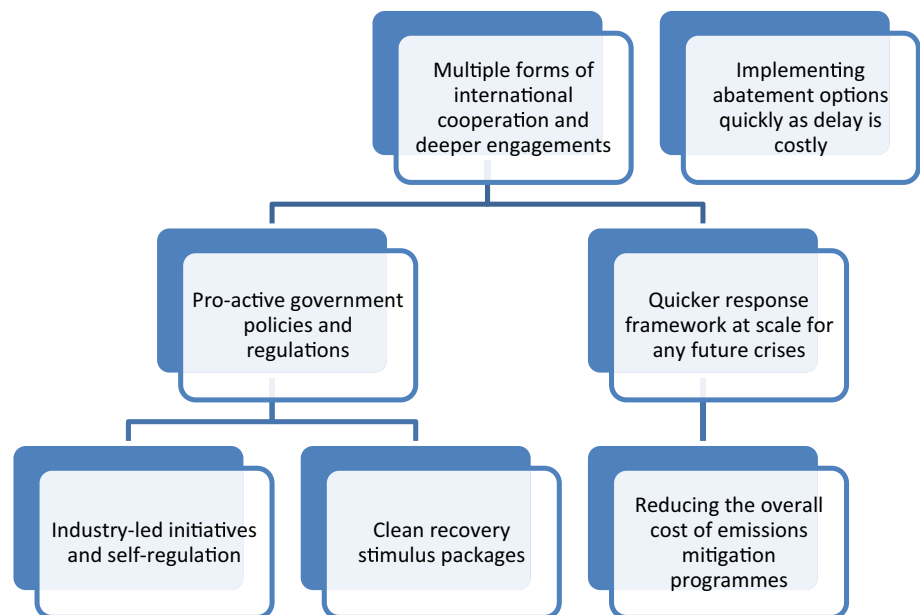 Multiple forms of
international
cooperation and
deeper engagements
Implementing
abatement options
quickly as delay is
costly
Pro-active government
policies and
regulations
Quicker response
framework at scale for
any future crises
Industry-led initiatives
and self-regulation
Clean recovery
stimulus packages
Reducing the overall
cost of emissions
mitigation
programmes